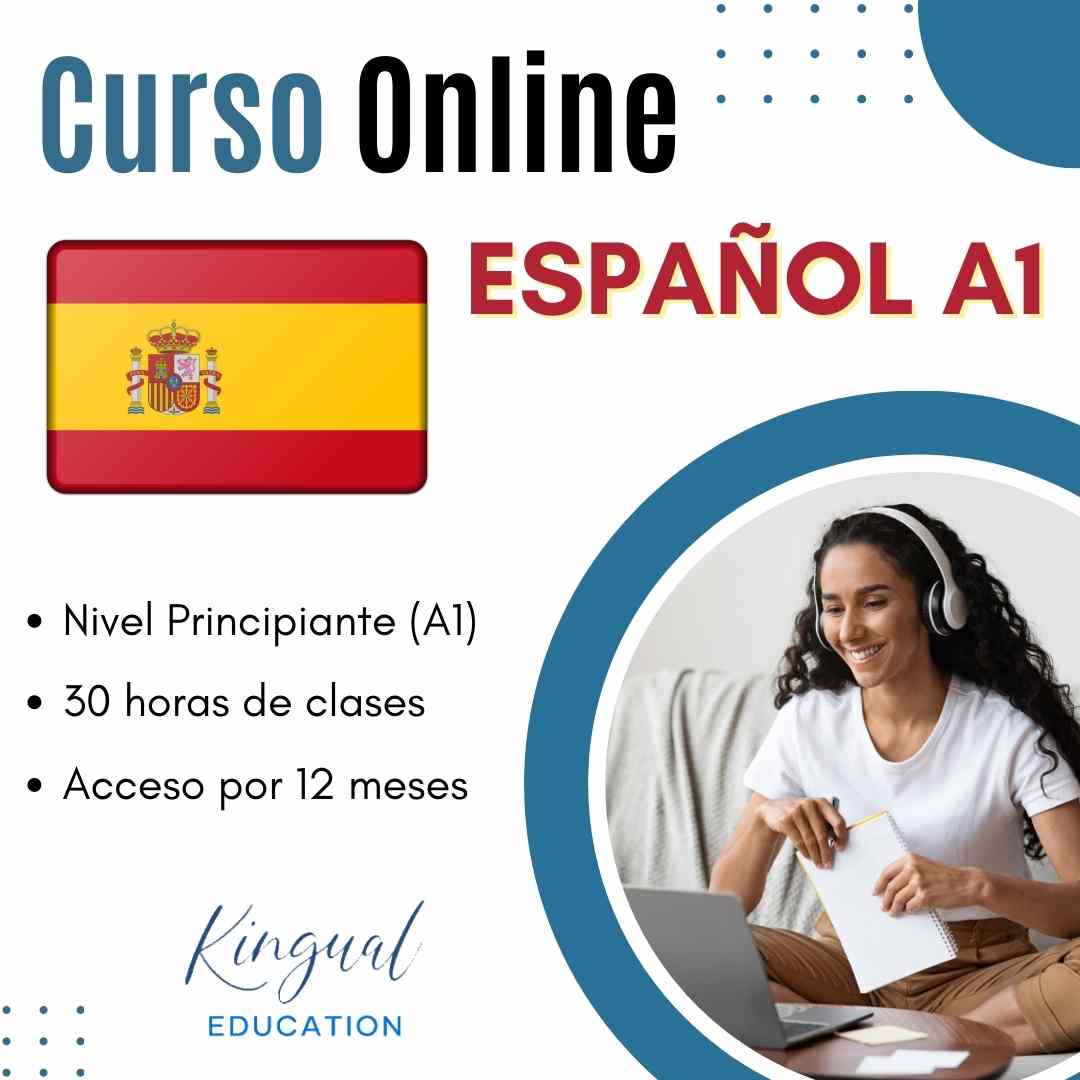 Curso Online
ESPAÑOL A1
• Nivel Principiante (A1)
• 30 horas de clases
• Acceso por 12 meses
Kingual
EDUCATION